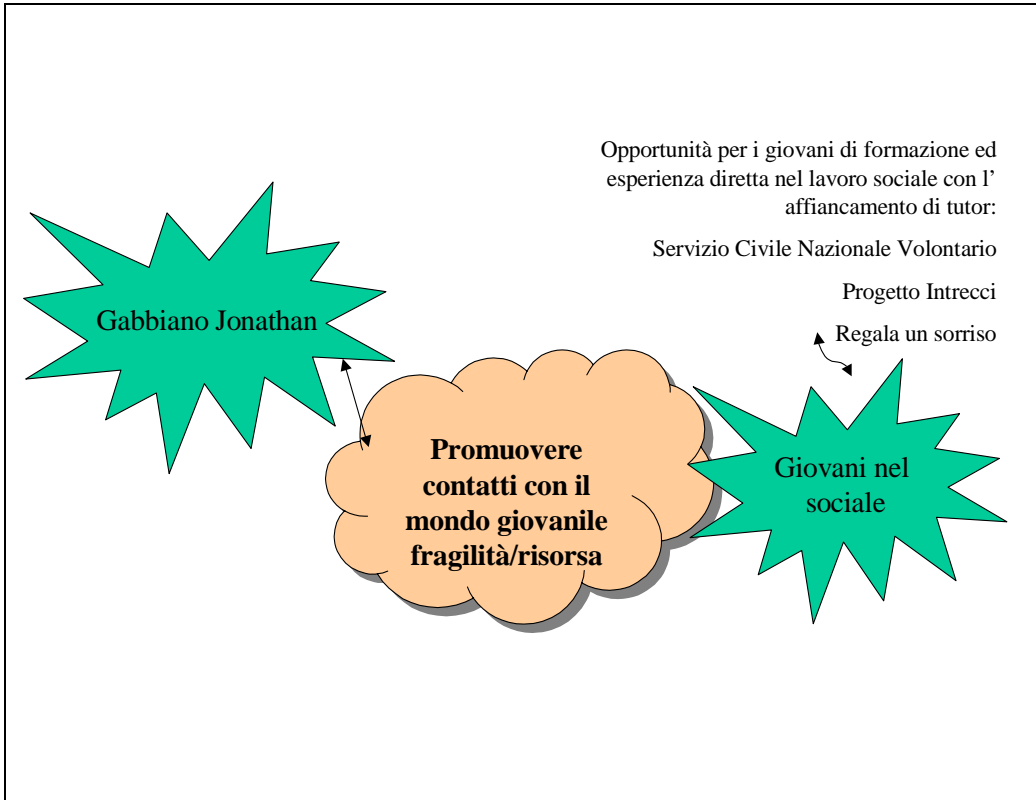 Opportunità per i giovani di formazione ed
esperienza diretta nel lavoro sociale con l’
affiancamento di tutor:
Servizio Civile Nazionale Volontario
Progetto Intrecci
Regala un sorriso
Gabbiano Jonathan
Promuovere
contatti con il
mondo giovanile
fragilità/risorsa
Giovani nel
sociale